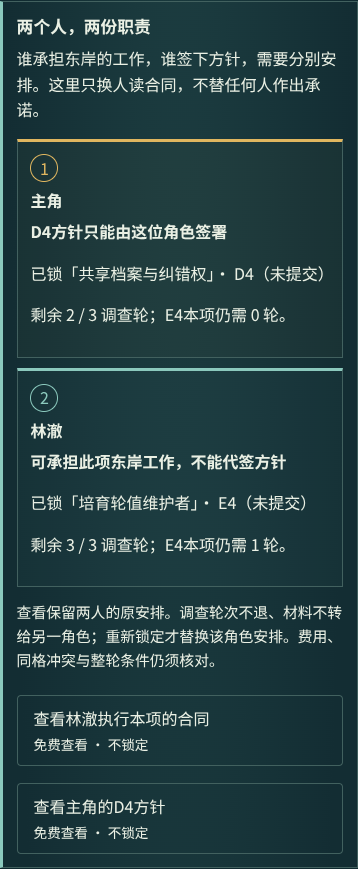 两个人，两份职责
谁承担东岸的工作，谁签下方针，需要分别安
排。这里只换人读合同，不替任何人作出承
诺。
1
主角
D4方针只能由这位角色签署
已锁「共享档案与纠错权」· D4（未提交）
剩余 2 / 3 调查轮；E4本项仍需 0 轮。
2
林澈
可承担此项东岸工作，不能代签方针
已锁「培育轮值维护者」· E4（未提交）
剩余 3 / 3 调查轮；E4本项仍需 1 轮。
查看保留两人的原安排。调查轮次不退、材料不转
给另一角色；重新锁定才替换该角色安排。费用、
同格冲突与整轮条件仍须核对。
查看林澈执行本项的合同
免费查看 · 不锁定
查看主角的D4方针
免费查看 · 不锁定